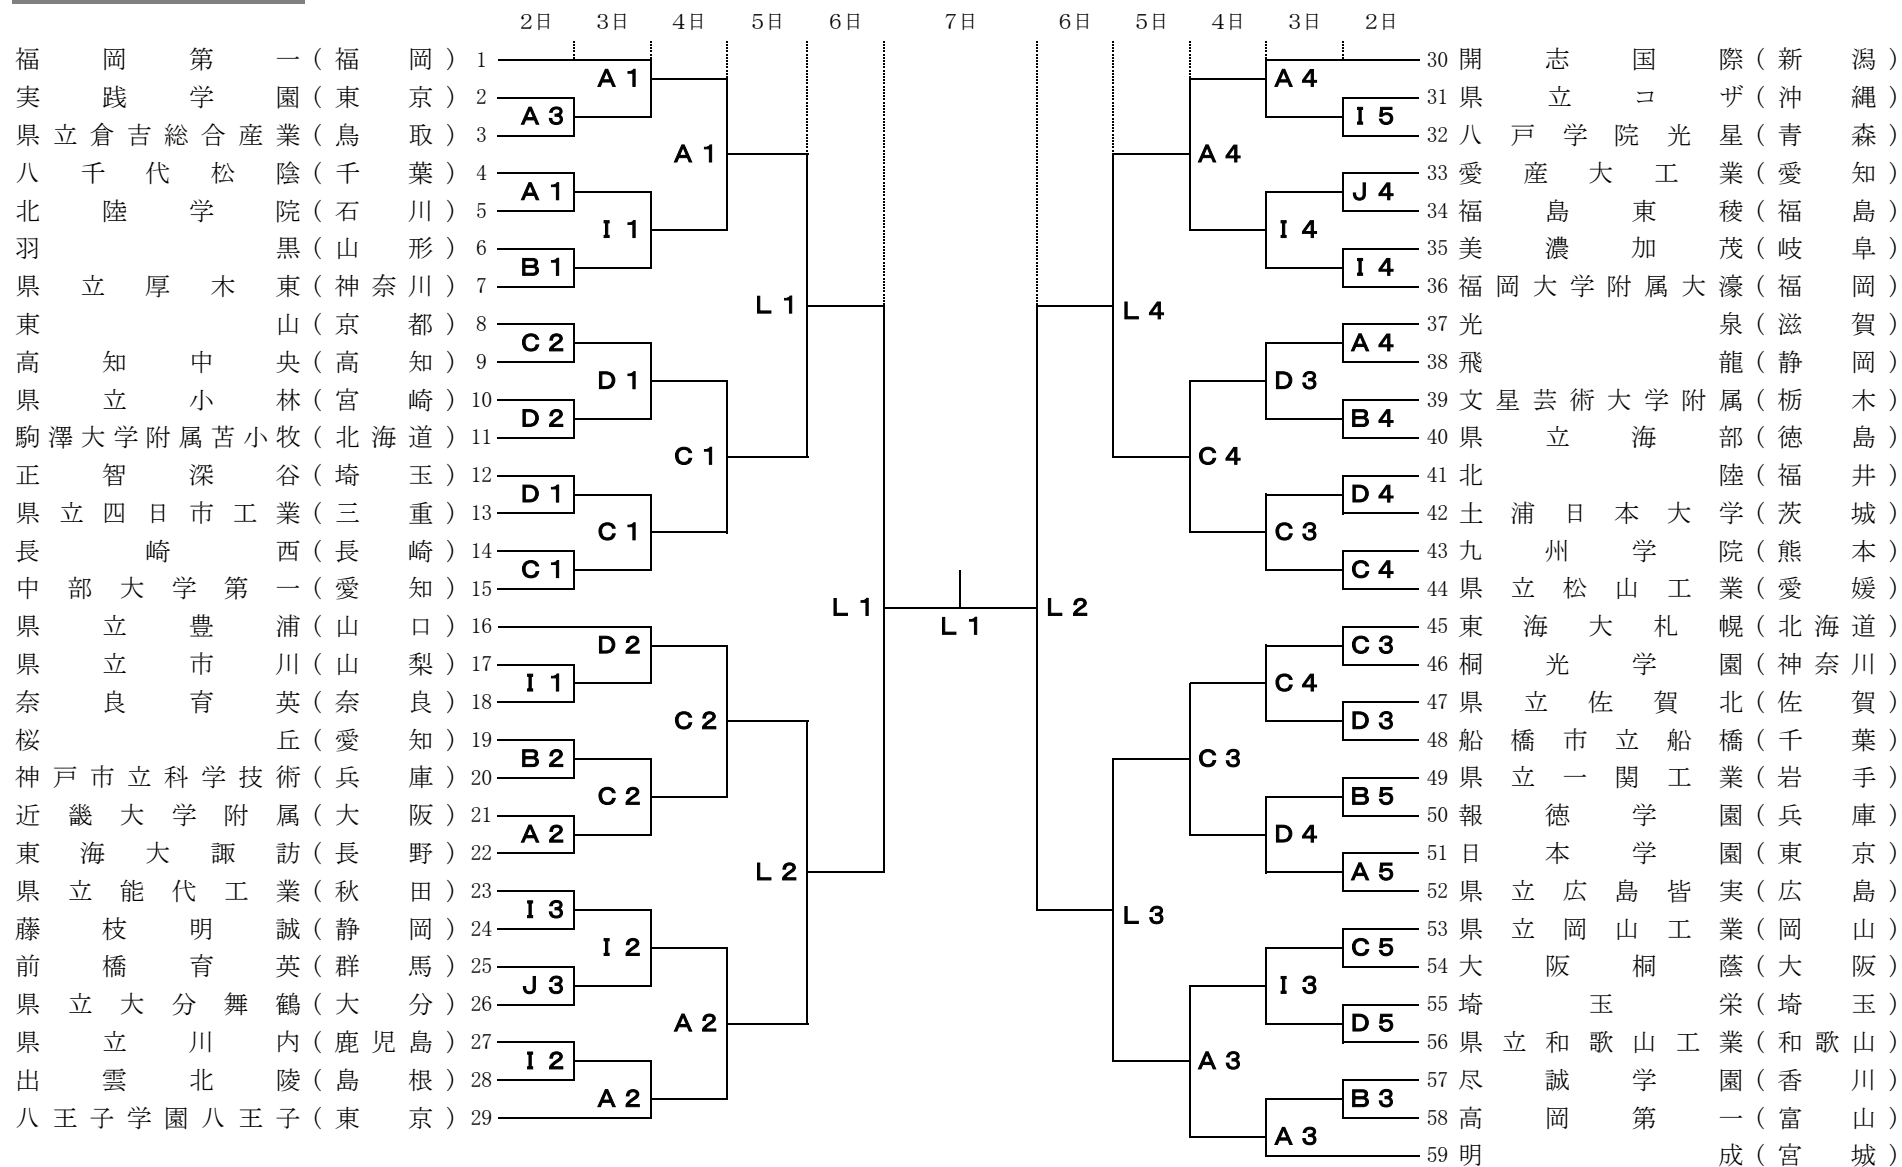 2日 3日 4日 5日 6日 7日 6日 5日 4日 3日 2日
福岡第一(福岡) 1
実践学園(東京) 2
県立倉吉総合産業(鳥取) 3
八千代松陰(千葉) 4
北陸学院(石川) 5
羽黒(山形) 6
県立厚木東(神奈川) 7
東山(京都) 8
高知中央(高知) 9
県立小林(宮崎) 10
駒澤大学附属苫小牧(北海道) 11
正智深谷(埼玉) 12
県立四日市工業(三重) 13
長崎西(長崎) 14
中部大学第一(愛知) 15
県立豊浦(山口) 16
県立市川(山梨) 17
奈良育英(奈良) 18
桜丘(愛知) 19
神戸市立科学技術(兵庫) 20
近畿大学附属(大阪) 21
東海大諏訪(長野) 22
県立能代工業(秋田) 23
藤枝明誠(静岡) 24
前橋育英(群馬) 25
県立大分舞鶴(大分) 26
県立川内(鹿児島) 27
出雲北陵(島根) 28
八王子学園八王子(東京) 29
A3
A1
B1
C2
D2
D1
C1
I1
B2
A2
I3
J3
I2
A1
I1
D1
C1
D2
C2
I2
A2
A1
C1
C2
A2
L1
L2
L1
L1
L2
L4
L3
A4
C4
C3
A3
A4
I4
D3
C3
C4
D4
I3
A3
I5
J4
I4
A4
B4
D4
C4
C3
D3
B5
A5
C5
D5
B3
30 開志国際(新潟)
31 県立コザ(沖縄)
32 八戸学院光星(青森)
33 愛産大工業(愛知)
34 福島東稜(福島)
35 美濃加茂(岐阜)
36 福岡大学附属大濠(福岡)
37 光泉(滋賀)
38 飛龍(静岡)
39 文星芸術大学附属(栃木)
40 県立海部(徳島)
41 北陸(福井)
42 土浦日本大学(茨城)
43 九州学院(熊本)
44 県立松山工業(愛媛)
45 東海大札幌(北海道)
46 桐光学園(神奈川)
47 県立佐賀北(佐賀)
48 船橋市立船橋(千葉)
49 県立一関工業(岩手)
50 報徳学園(兵庫)
51 日本学園(東京)
52 県立広島皆実(広島)
53 県立岡山工業(岡山)
54 大阪桐蔭(大阪)
55 埼玉栄(埼玉)
56 県立和歌山工業(和歌山)
57 尽誠学園(香川)
58 高岡第一(富山)
59 明成(宮城)